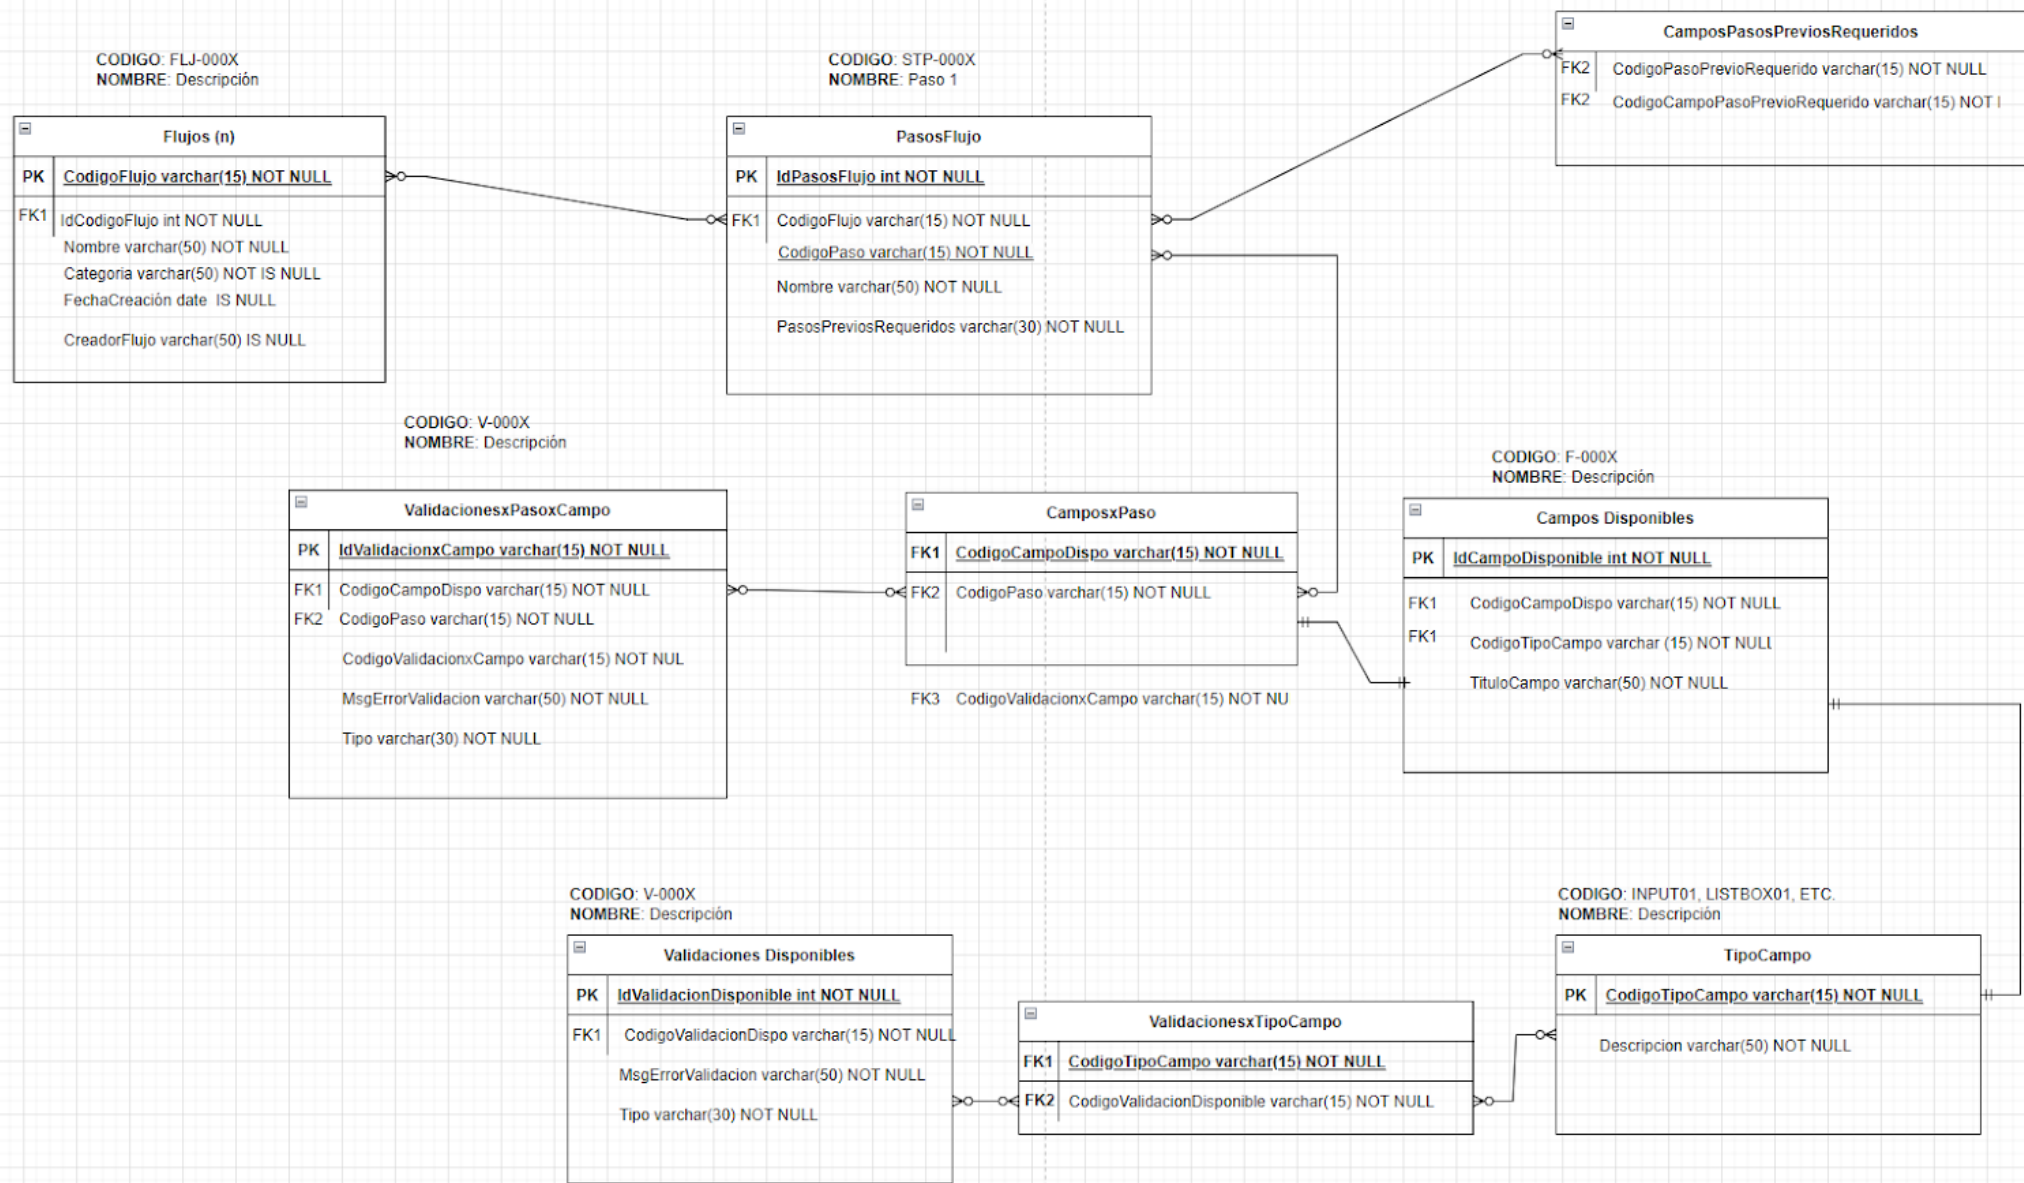 CamposPasosPreviosRequeridos
FK2 CodigoPasoPrevioRequerido varchar(15) NOT NULL
FK2 CodigoCampoPasoPrevioRequerido varchar(15) NOT
CODIGO: FLJ-000X
NOMBRE: Descripción
Flujos (n)
PK CodigoFlujo varchar(15) NOT NULL
FK1 IdCodigoFlujo int NOT NULL
Nombre varchar(50) NOT NULL
Categoria varchar(50) NOT IS NULL
FechaCreación date IS NULL
CreadorFlujo varchar(50) IS NULL
CODIGO: STP-000X
NOMBRE: Paso 1
PasosFlujo
PK IdPasosFlujo int NOT NULL
FK1 CodigoFlujo varchar(15) NOT NULL
CodigoPaso varchar(15) NOT NULL
Nombre varchar(50) NOT NULL
PasosPreviosRequeridos varchar(30) NOT NULL
CODIGO: V-000X
NOMBRE: Descripción
ValidacionesxPasoxCampo
PK IdValidacionxCampo varchar(15) NOT NULL
FK1 CodigoCampoDispo varchar(15) NOT NULL
FK2 CodigoPaso varchar(15) NOT NULL
CodigoValidacionxCampo varchar(15) NOT NUL
MsgErrorValidacion varchar(50) NOT NULL
Tipo varchar(30) NOT NULL
CamposxPaso
FK1 CodigoCampoDispo varchar(15) NOT NULL
FK2 CodigoPaso varchar(15) NOT NULL
FK3 CodigoValidacionxCampo varchar(15) NOT NU
CODIGO: F-000X
NOMBRE: Descripción
Campos Disponibles
PK IdCampoDisponible int NOT NULL
FK1 CodigoCampoDispo varchar(15) NOT NULL
FK1 CodigoTipoCampo varchar (15) NOT NULL
TituloCampo varchar(50) NOT NULL
CODIGO: V-000X
NOMBRE: Descripción
Validaciones Disponibles
PK IdValidacionDisponible int NOT NULL
FK1 CodigoValidacionDispo varchar(15) NOT NULL
MsgErrorValidacion varchar(50) NOT NULL
Tipo varchar(30) NOT NULL
ValidacionesxTipoCampo
FK1 CodigoTipoCampo varchar(15) NOT NULL
FK2 CodigoValidacionDisponible varchar(15) NOT NULL
CODIGO: INPUT01, LISTBOX01, ETC.
NOMBRE: Descripción
TipoCampo
PK CodigoTipoCampo varchar(15) NOT NULL
Descripcion varchar(50) NOT NULL